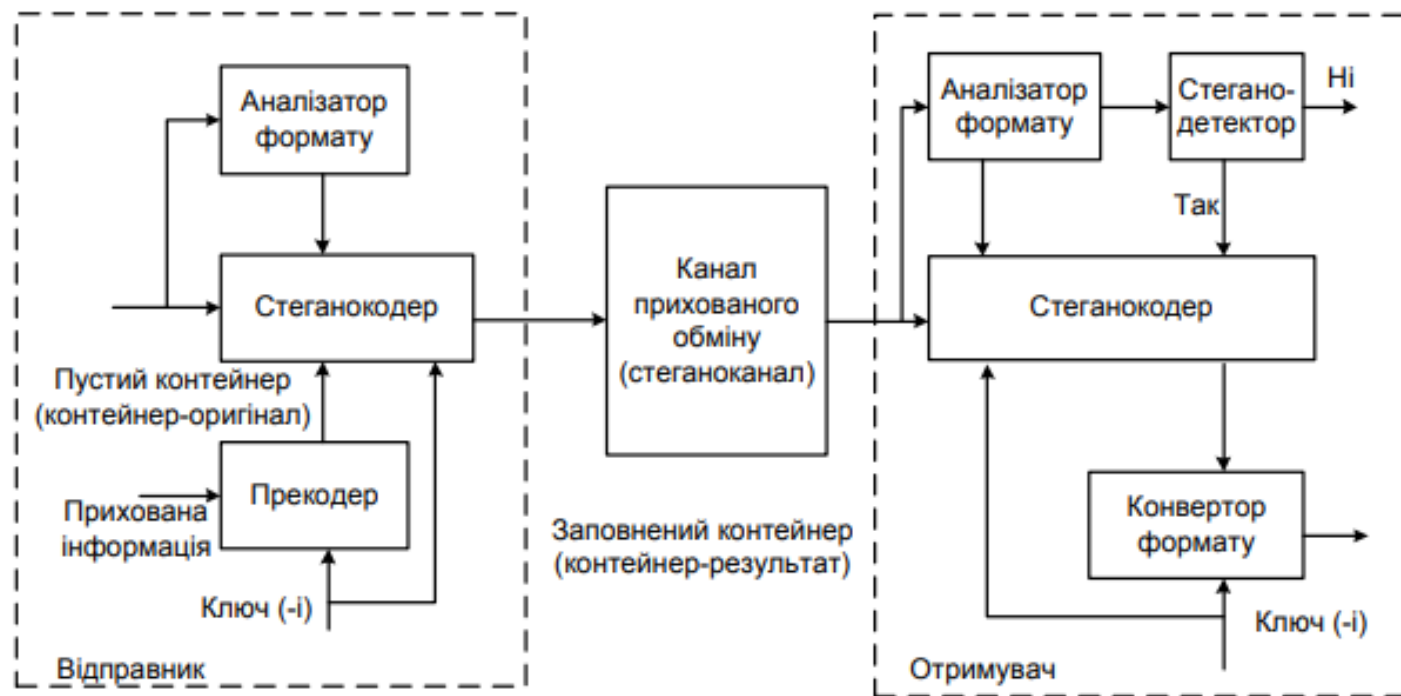 Аналізатор
формату
Стеганокодер
Пустий контейнер
(контейнер-оригінал)
Прекодер
Прихована
інформація
Ключ (-і)
Відправник
Канал
прихованого
обміну
(стеганоканал)
Заповнений контейнер
(контейнер-результат)
Аналізатор
формату
Стегано-
детектор
Ні
Так
Стеганокодер
Конвертор
формату
Ключ (-і)
Отримувач